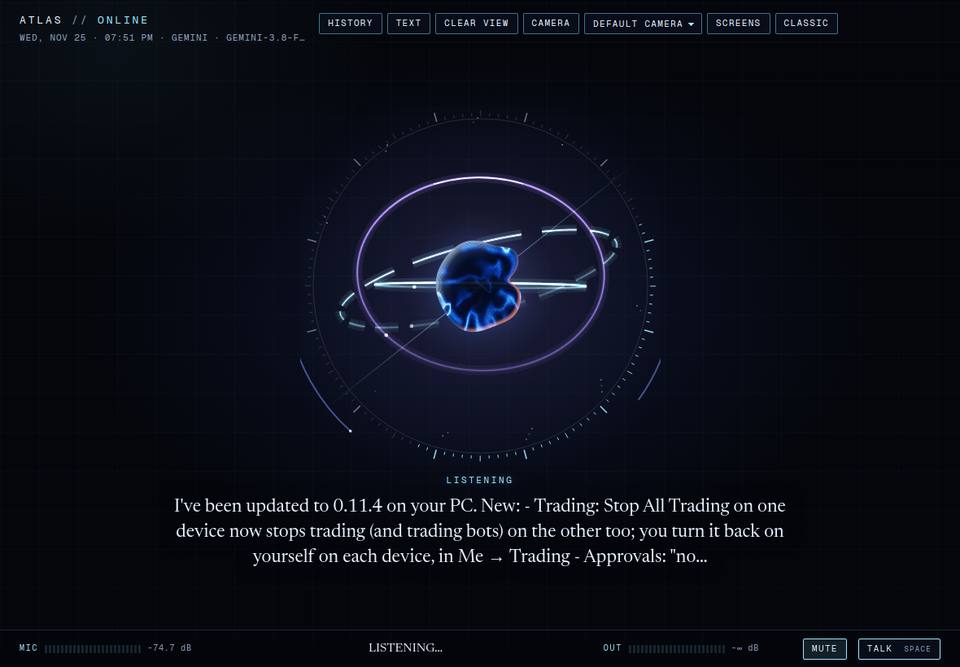 ATLAS // ONLINE
WED, NOV 25 · 07:51 PM · GEMINI · GEMINI-3.8-F…
HISTORY
TEXT
CLEAR VIEW
CAMERA
DEFAULT CAMERA
SCREENS
CLASSIC
LISTENING
I've been updated to 0.11.4 on your PC. New: - Trading: Stop All Trading on one
device now stops trading (and trading bots) on the other too; you turn it back on
yourself on each device, in Me → Trading - Approvals: "no...
MIC -74.7 dB
LISTENING...
OUT -∞ dB
MUTE
TALK SPACE